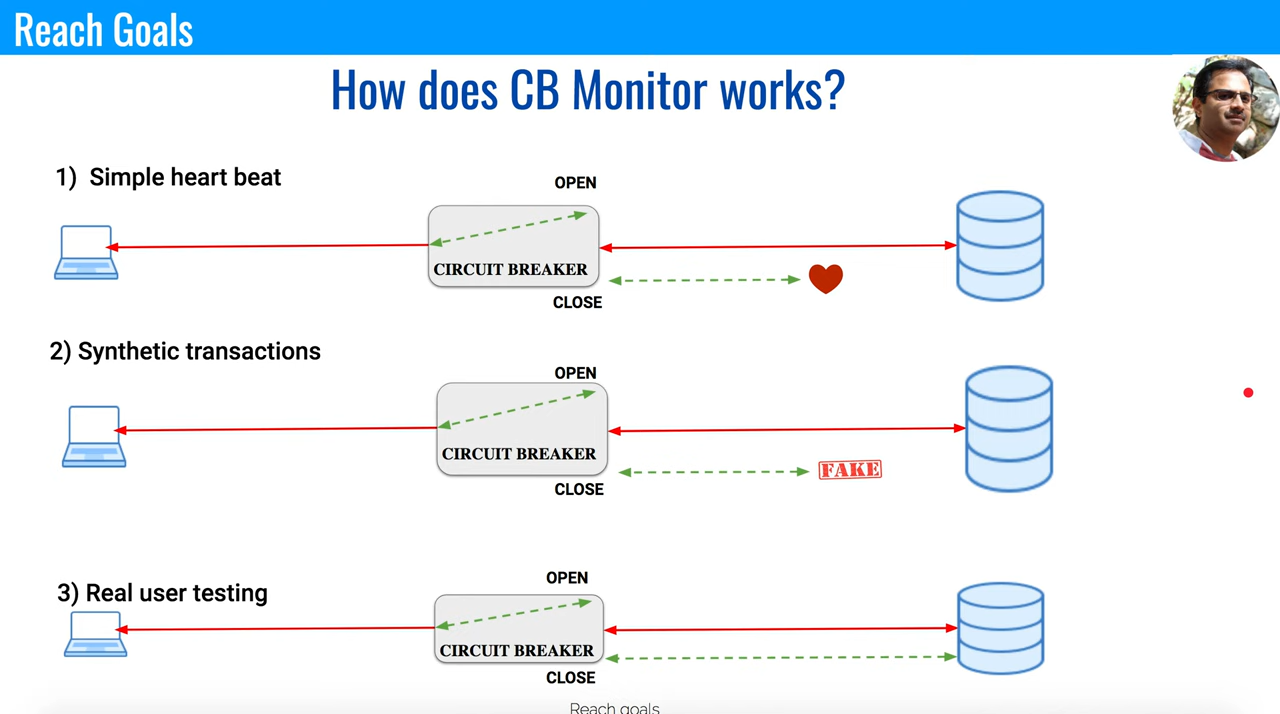 Reach Goals
How does CB Monitor works?
1) Simple heart beat
OPEN
CIRCUIT BREAKER
CLOSE
2) Synthetic transactions
OPEN
CIRCUIT BREAKER
FAKE
CLOSE
3) Real user testing
OPEN
CIRCUIT BREAKER
CLOSE
Reach goals